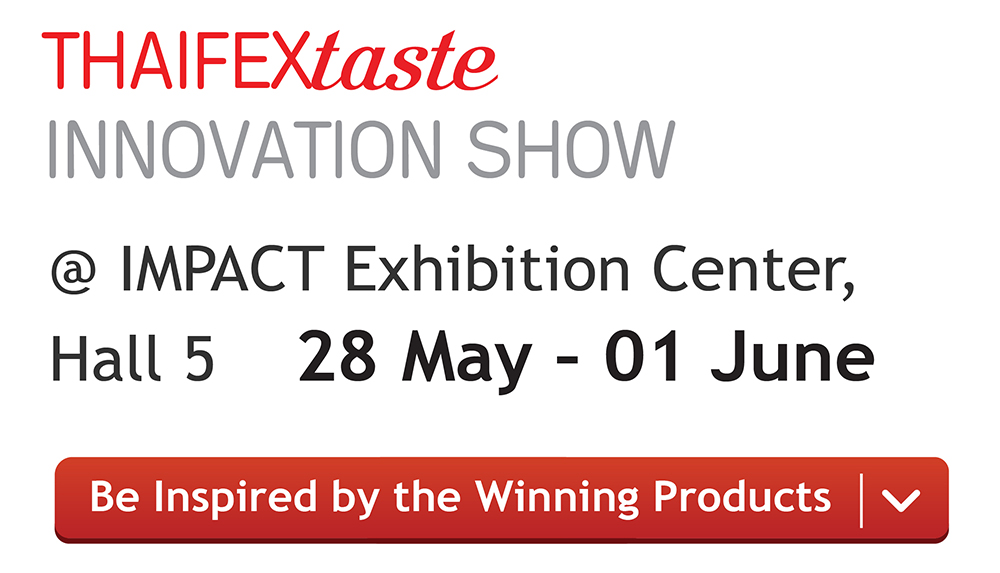 THAIFEXtaste
INNOVATION SHOW
@ IMPACT Exhibition Center,
Hall 5 28 May - 01 June
Be Inspired by the Winning Products